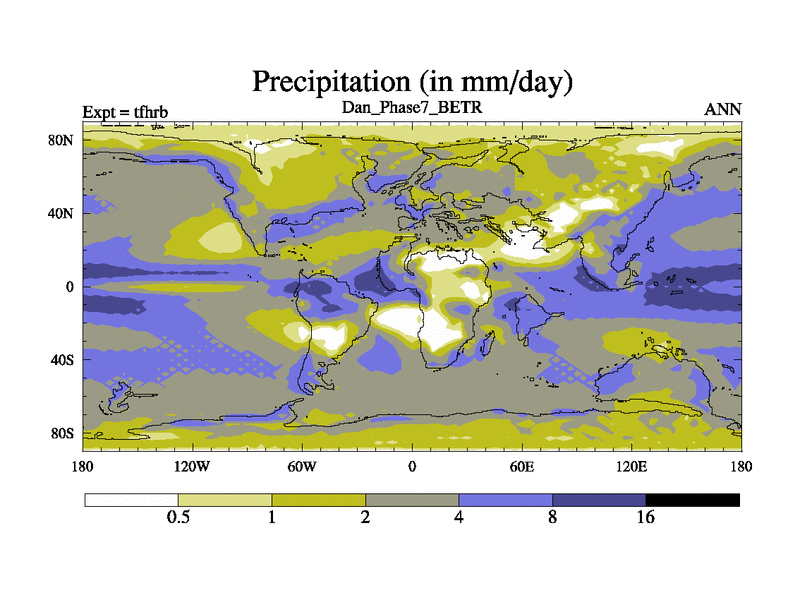 Precipitation (in mm/day)
Dan_Phase7_BETR
Expt = tfhrb
ANN
80N
40N
0
40S
80S
180 120W 60W 0 60E 120E 180
0.5 1 2 4 8 16